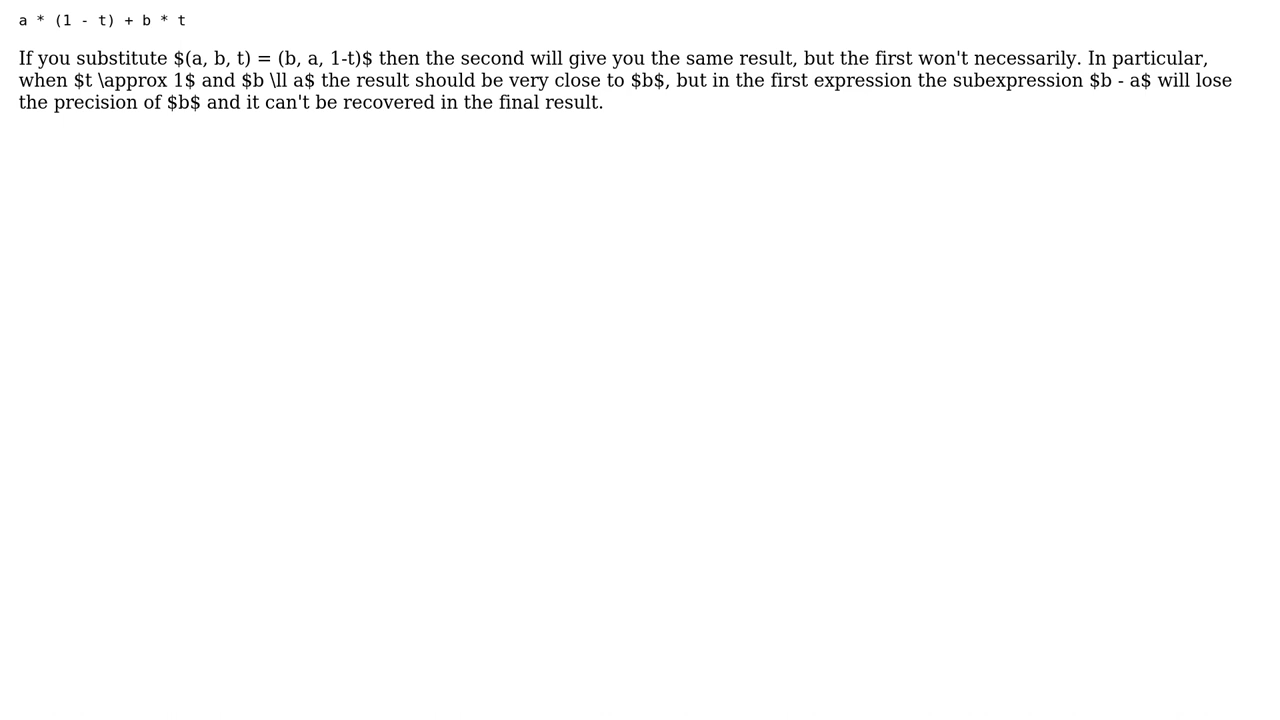 a * (1 - t) + b * t
If you substitute $(a, b, t) = (b, a, 1-t)$ then the second will give you the same result, but the first won't necessarily. In particular,
when $t \approx 1$ and $b \ll a$ the result should be very close to $b$, but in the first expression the subexpression $b - a$ will lose
the precision of $b$ and it can't be recovered in the final result.